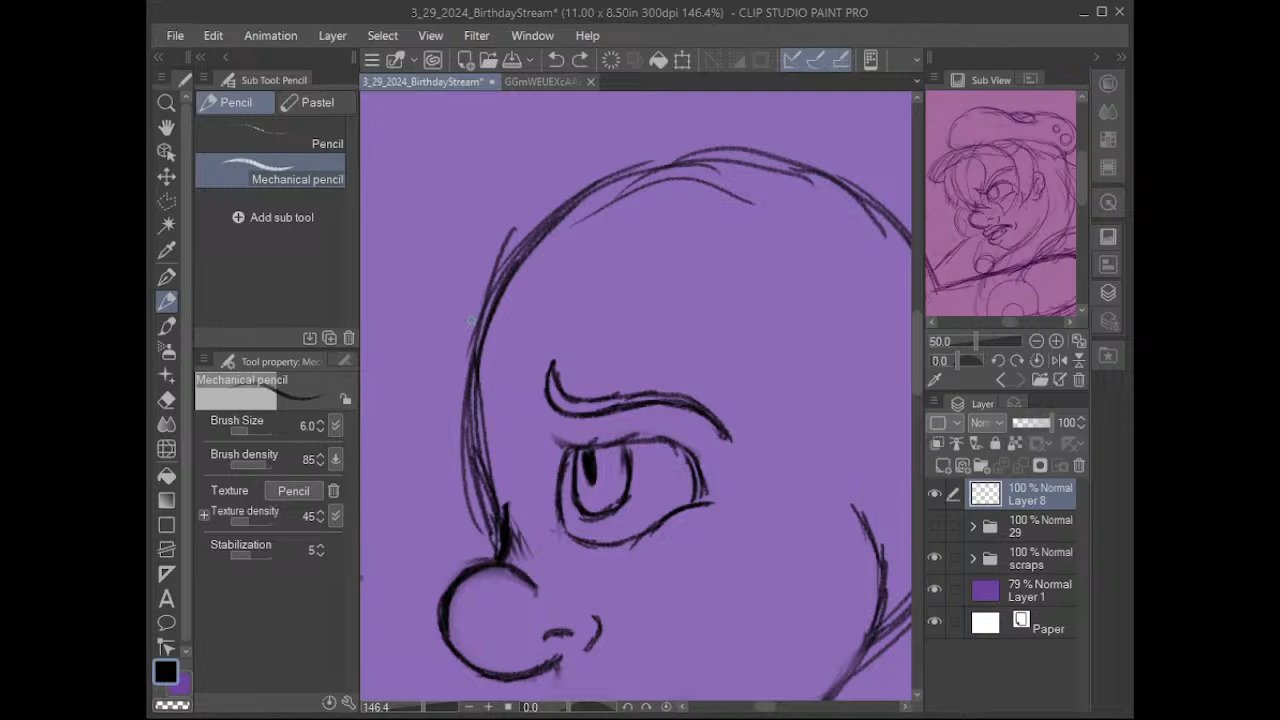 3_29_2024_BirthdayStream* (11.00 x 8.50in 300dpi 146.4%) - CLIP STUDIO PAINT PRO
File Edit Animation Layer Select View Filter Window Help
Sub Tool: Pencil
3_29_2024_BirthdayStream*
Sub View
Pencil
Pastel
Pencil
Mechanical pencil
Add sub tool
Tool property: Mec
Mechanical pencil
Brush Size 6.0
Brush density 85
Texture Pencil
Texture density 45
Stabilization 5
50.0
0.0
Layer
Norm 100
100 % Normal
Layer 8
100 % Normal
29
100 % Normal
scraps
79 % Normal
Layer 1
Paper
146.4 0.0